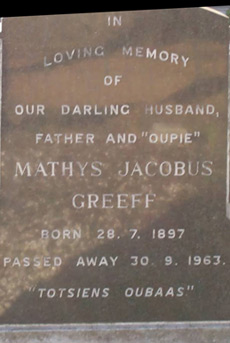 IN
LOVING MEMORY
OF
OUR DARLING HUSBAND,
FATHER AND "OUPIE"
MATHYS JACOBUS
GREEFF
BORN 28. 7. 1897
PASSED AWAY 30. 9. 1963.
"TOTSIENS OUBAAS"